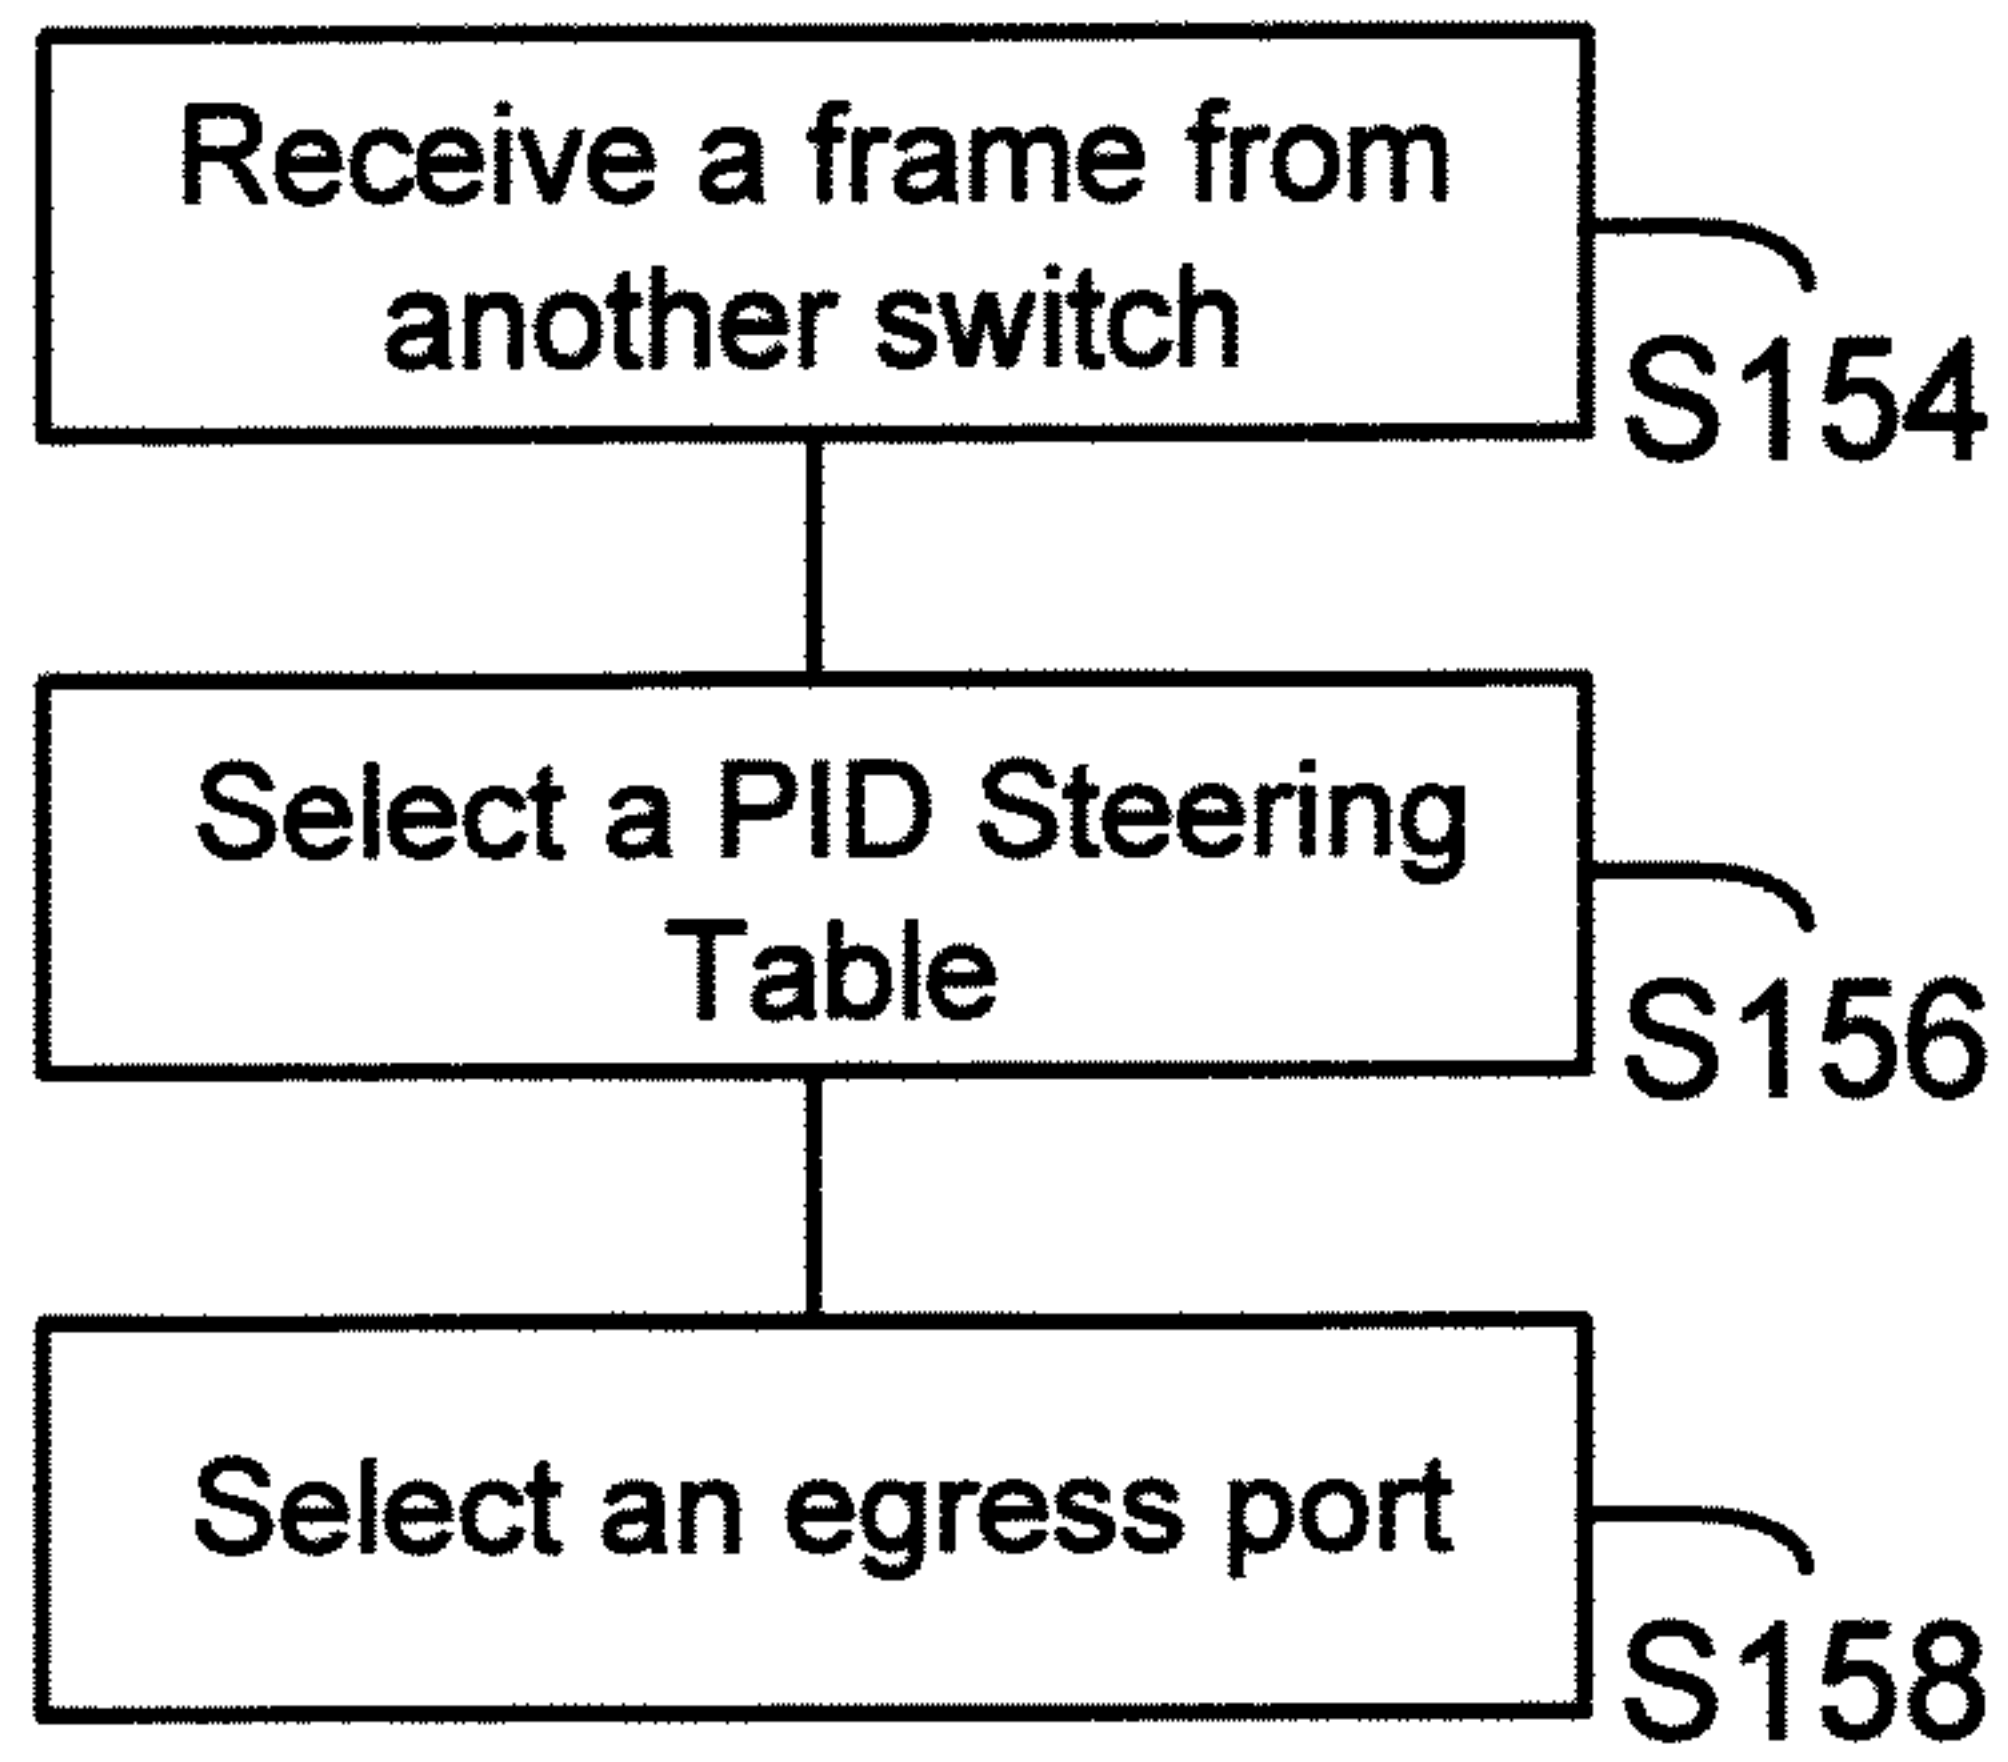 Receive a frame from
another switch
S154
Select a PID Steering
Table
S156
Select an egress port
S158